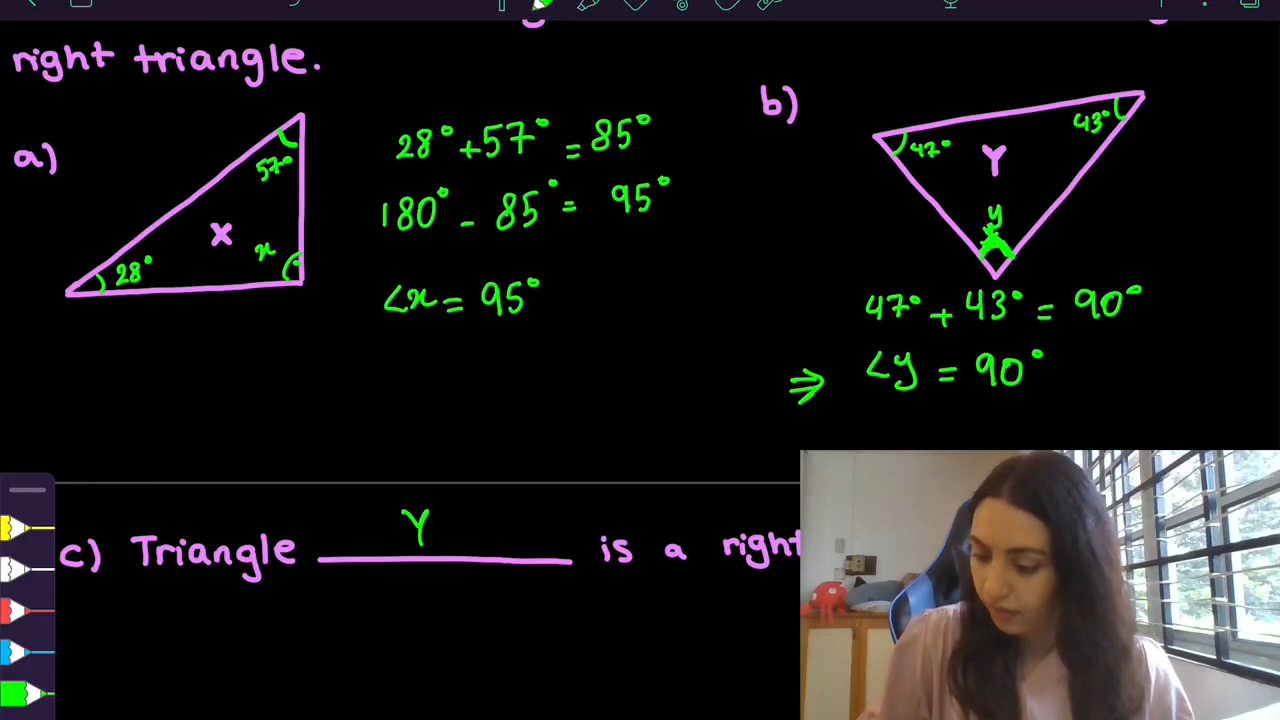 right triangle.
a)
57°
X
x
28°
28° + 57° = 85°
180° - 85° = 95°
<x = 95°
b)
47°
43°
Y
y
47° + 43° = 90°
⇒ <y = 90°
c) Triangle Y is a right